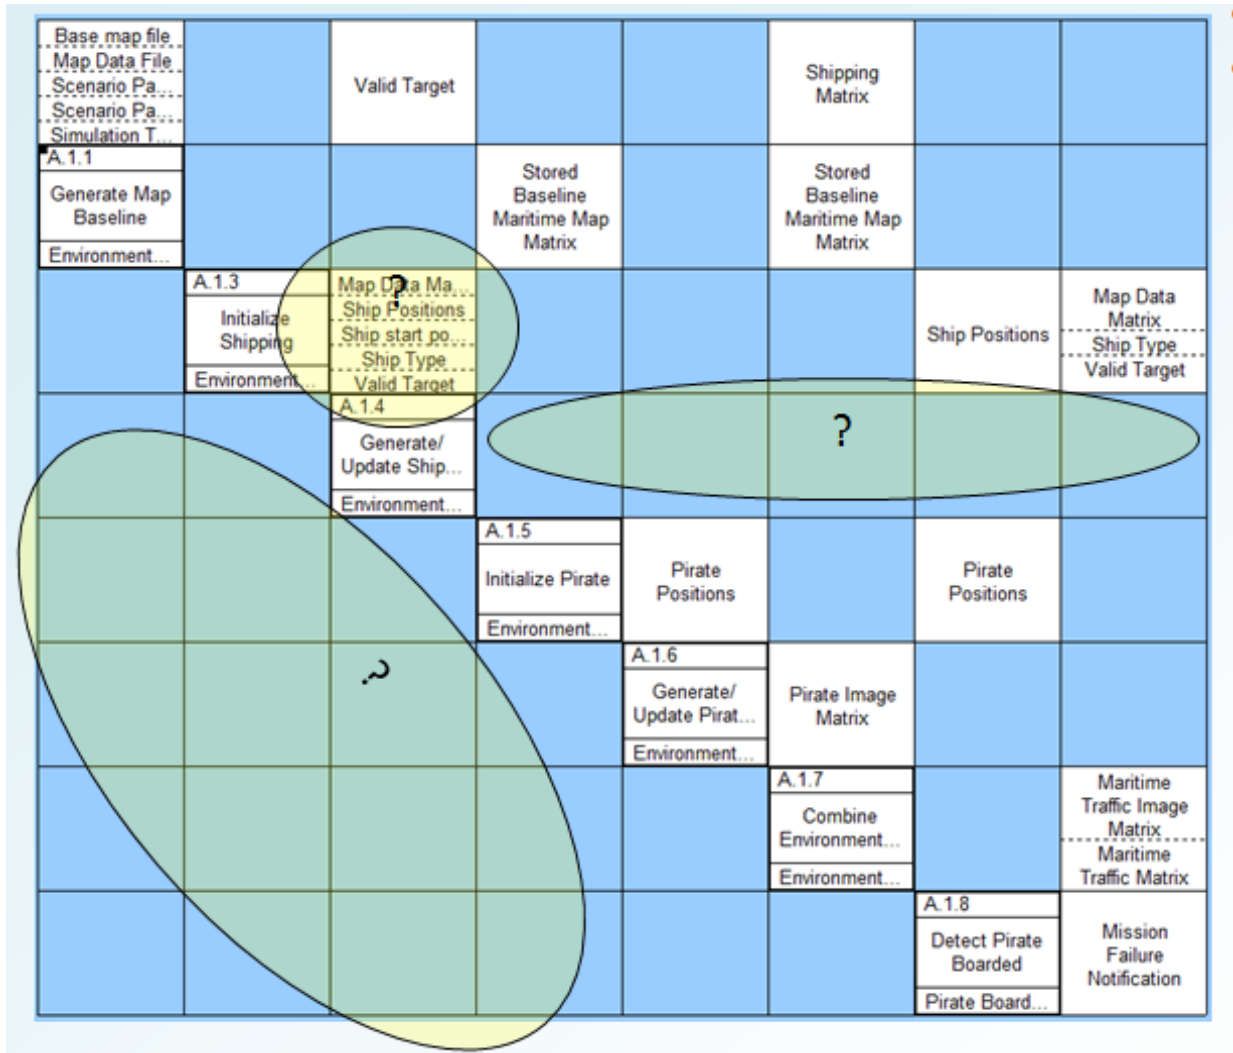 Base map file
Map Data File
Scenario Pa...
Scenario Pa...
Simulation T...
Valid Target
Shipping
Matrix
A.1.1
Generate Map
Baseline
Environment...
Stored
Baseline
Maritime Map
Matrix
Stored
Baseline
Maritime Map
Matrix
A.1.3
Initialize
Shipping
Environment...
?
Map Data Ma...
Ship Positions
Ship start po...
Ship Type
Valid Target
Ship Positions
Map Data
Matrix
Ship Type
Valid Target
A.1.4
Generate/
Update Ship...
Environment...
?
A.1.5
Initialize Pirate
Environment...
Pirate
Positions
Pirate
Positions
?
A.1.6
Generate/
Update Pirat...
Environment...
Pirate Image
Matrix
A.1.7
Combine
Environment...
Environment...
Maritime
Traffic Image
Matrix
Maritime
Traffic Matrix
A.1.8
Detect Pirate
Boarded
Pirate Board...
Mission
Failure
Notification